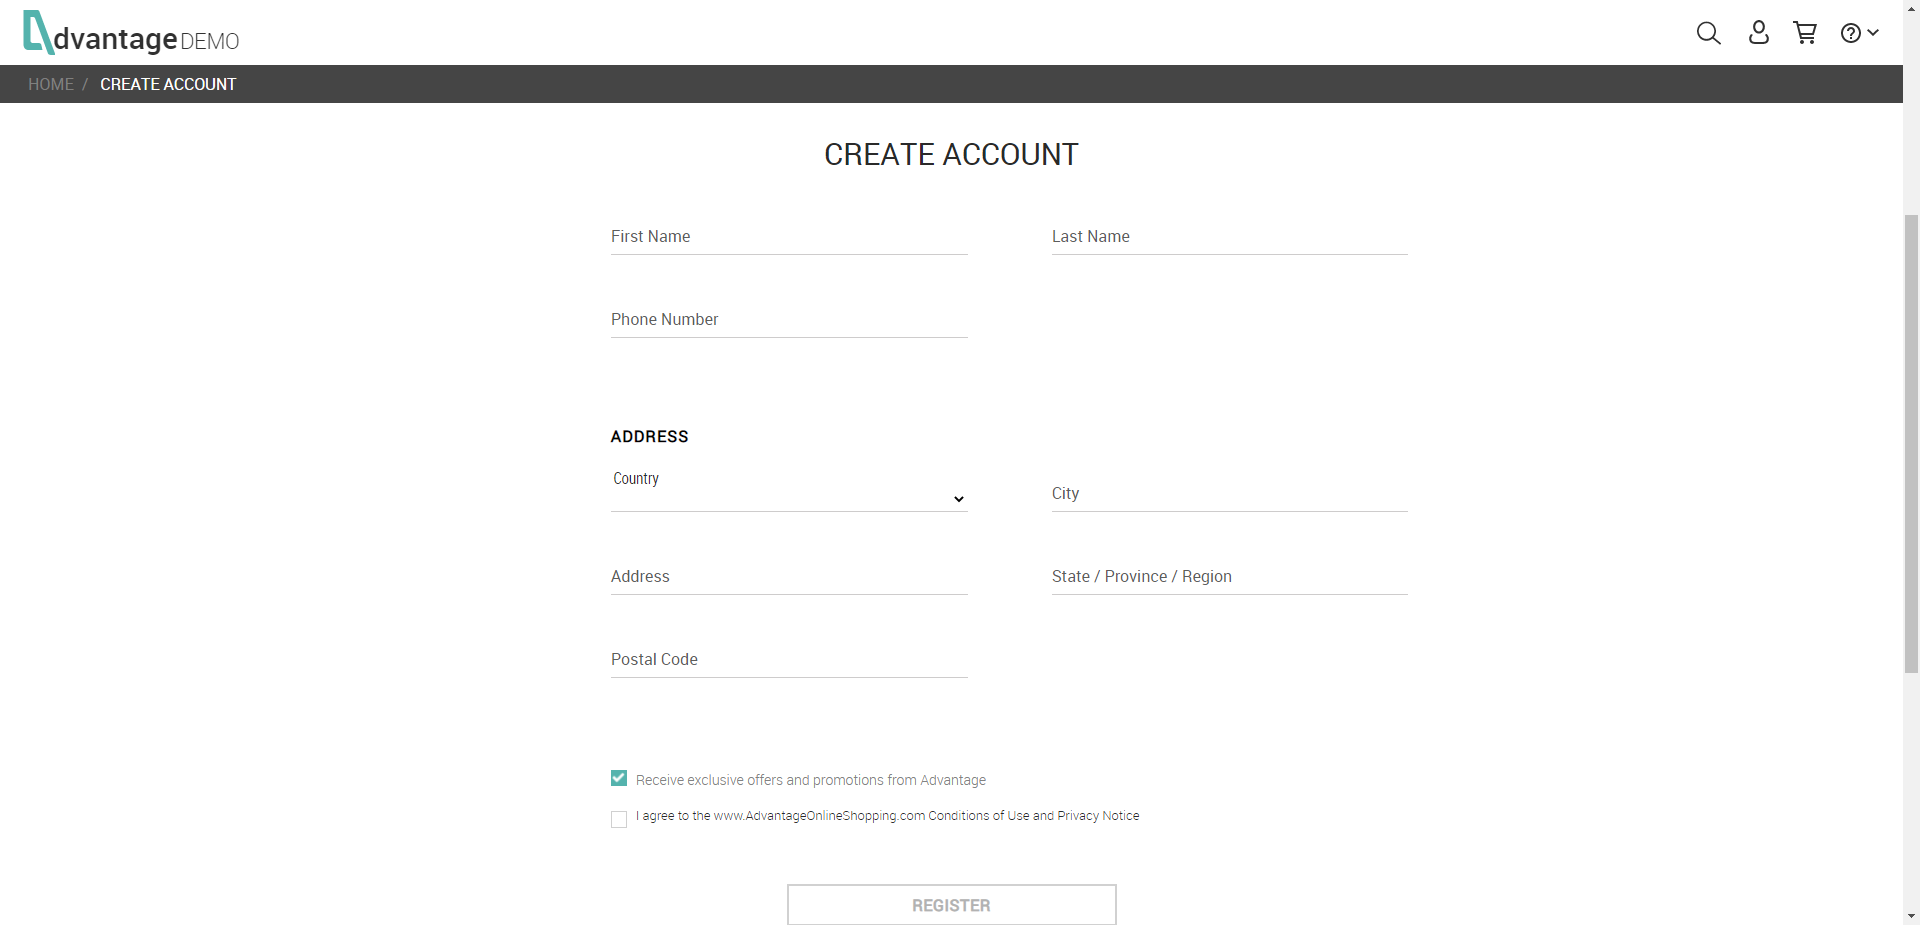 dvantage DEMO
HOME / CREATE ACCOUNT
CREATE ACCOUNT
First Name
Last Name
Phone Number
ADDRESS
Country
City
Address
State / Province / Region
Postal Code
Receive exclusive offers and promotions from Advantage
I agree to the www.AdvantageOnlineShopping.com Conditions of Use and Privacy Notice
REGISTER